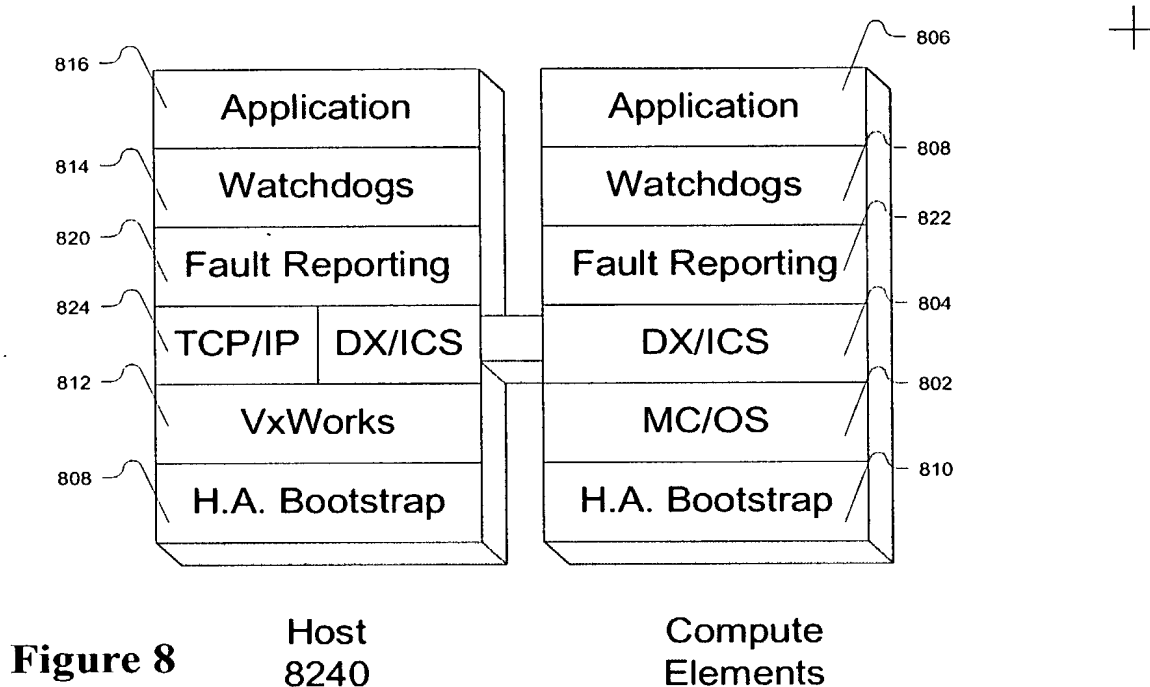 816
Application
Application
806
814
Watchdogs
Watchdogs
808
820
Fault Reporting
Fault Reporting
822
824
TCP/IP
DX/ICS
DX/ICS
804
812
VxWorks
MC/OS
802
808
H.A. Bootstrap
H.A. Bootstrap
810
Figure 8
Host
8240
Compute
Elements